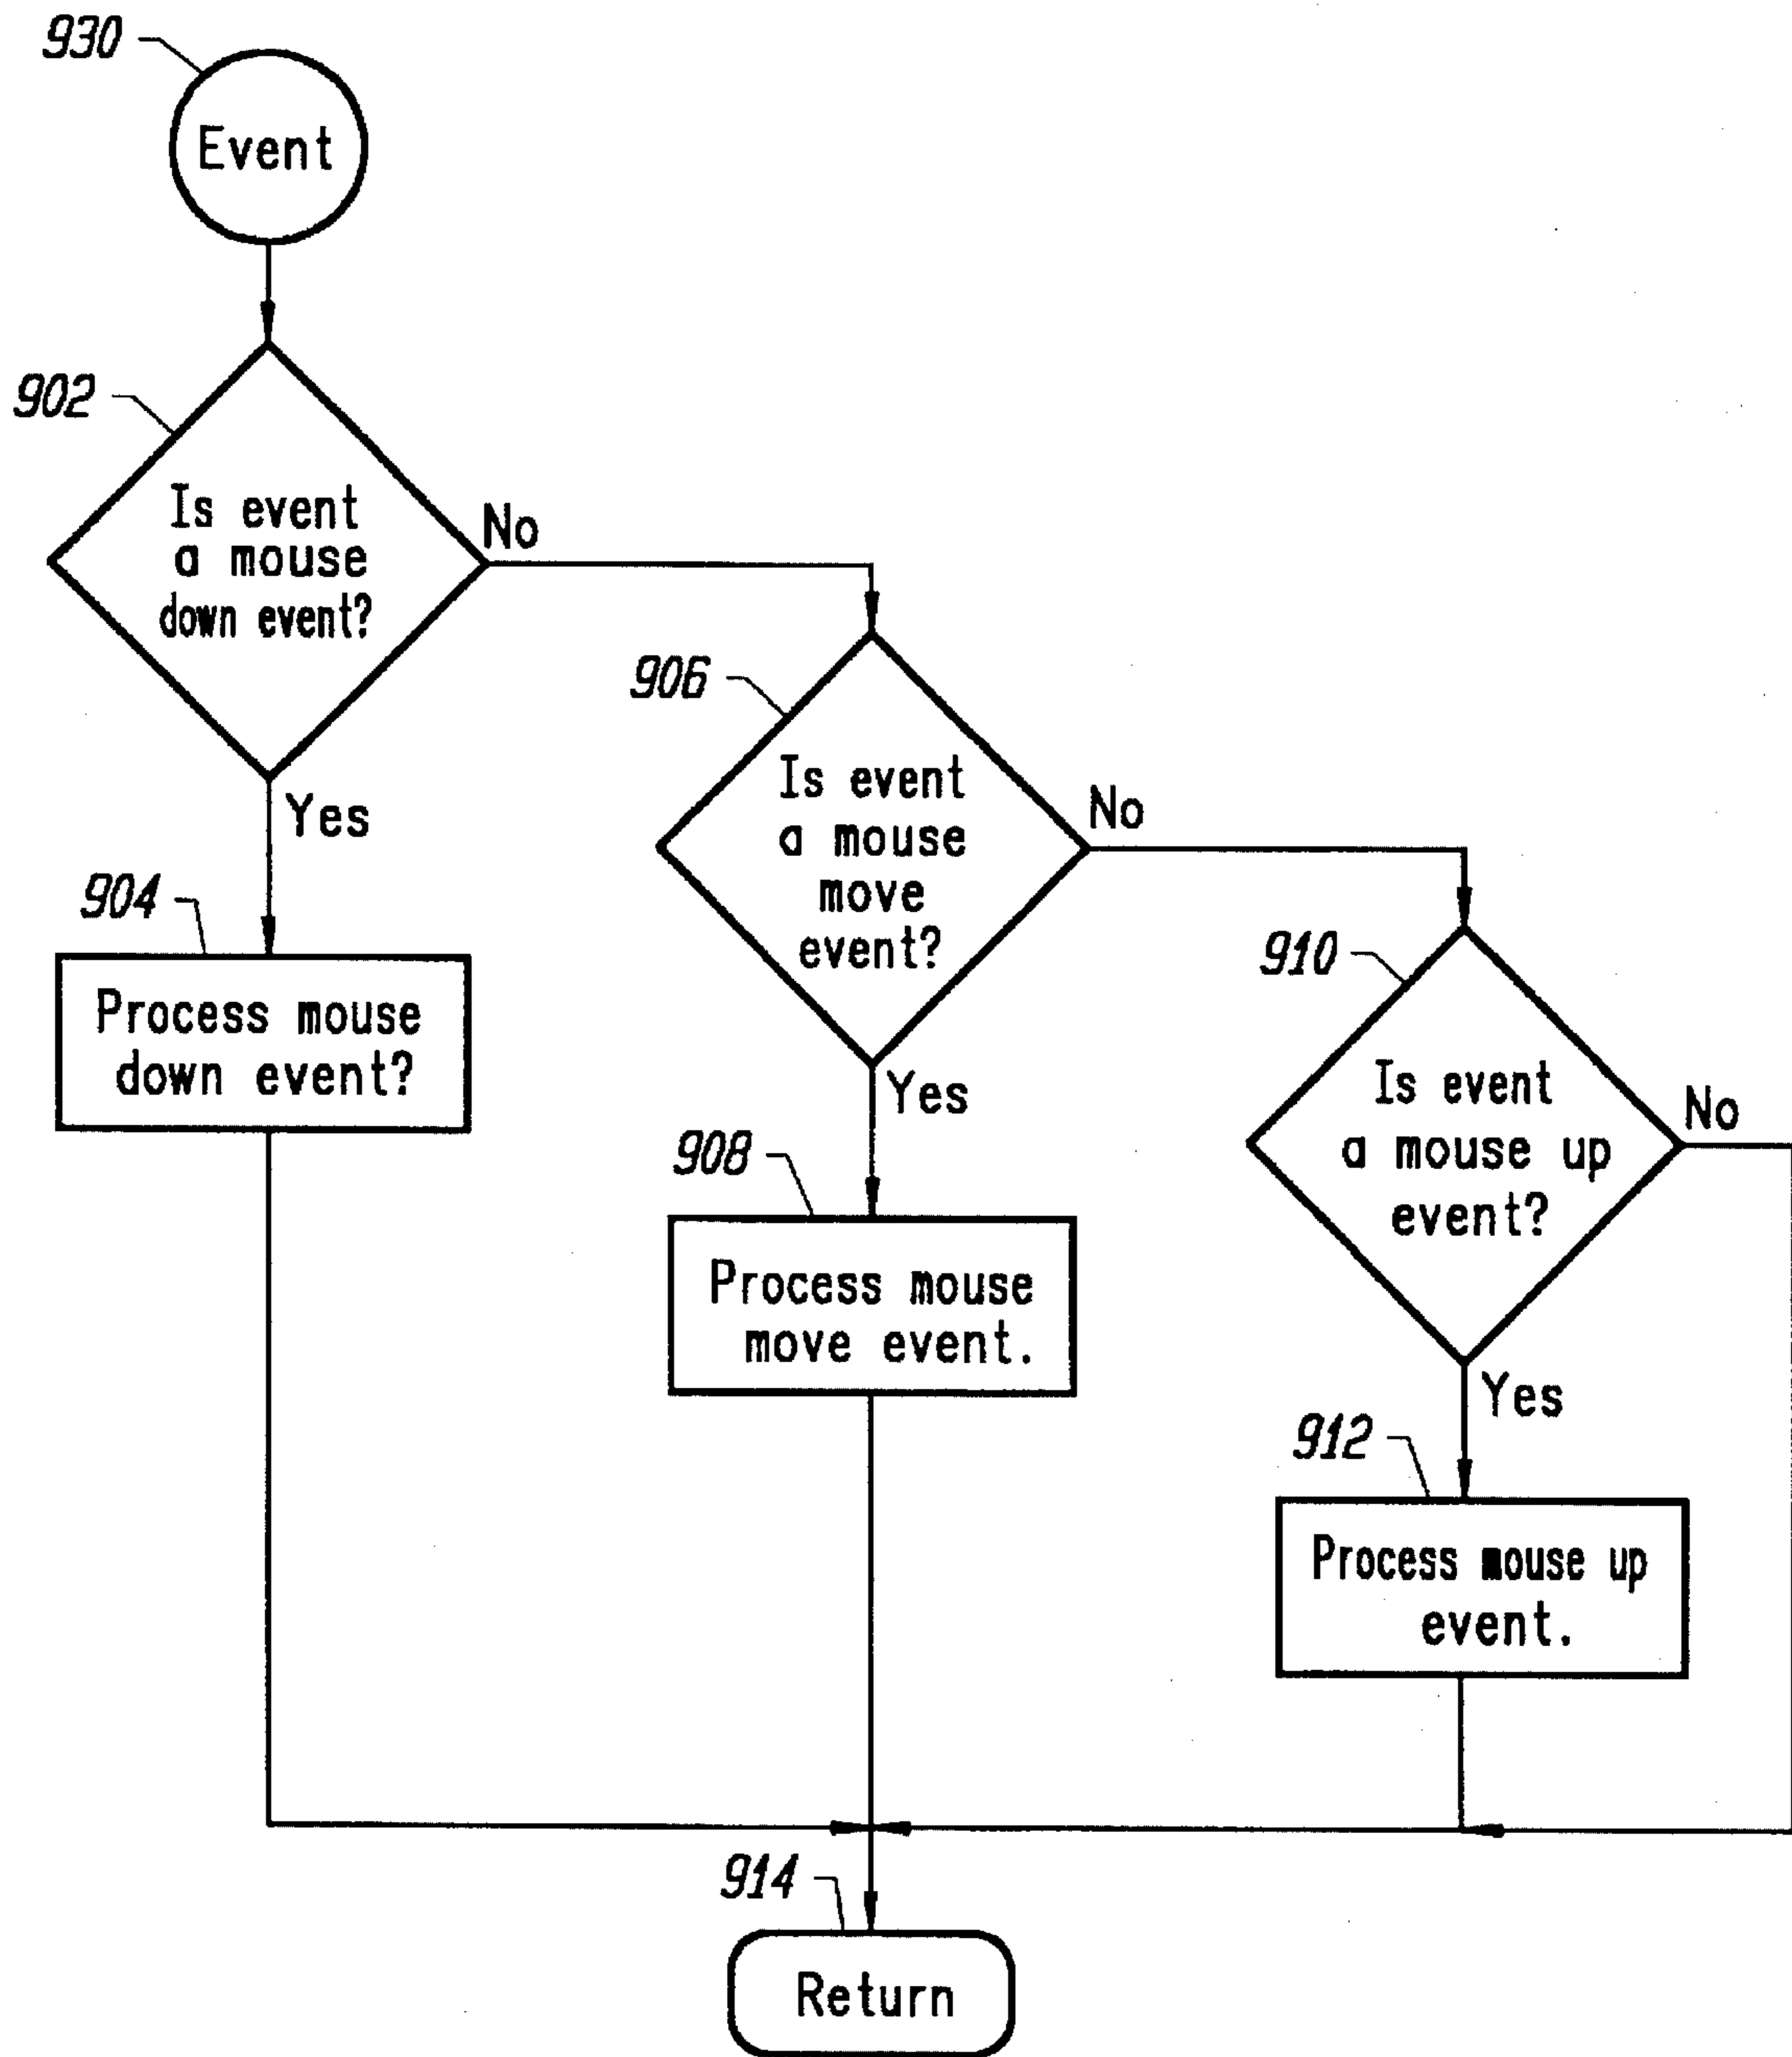 930
Event
902
Is event
a mouse
down event?
No
Yes
906
Is event
a mouse
move
event?
No
Yes
904
Process mouse
down event?
910
Is event
a mouse up
event?
No
Yes
908
Process mouse
move event.
912
Process mouse up
event.
914
Return